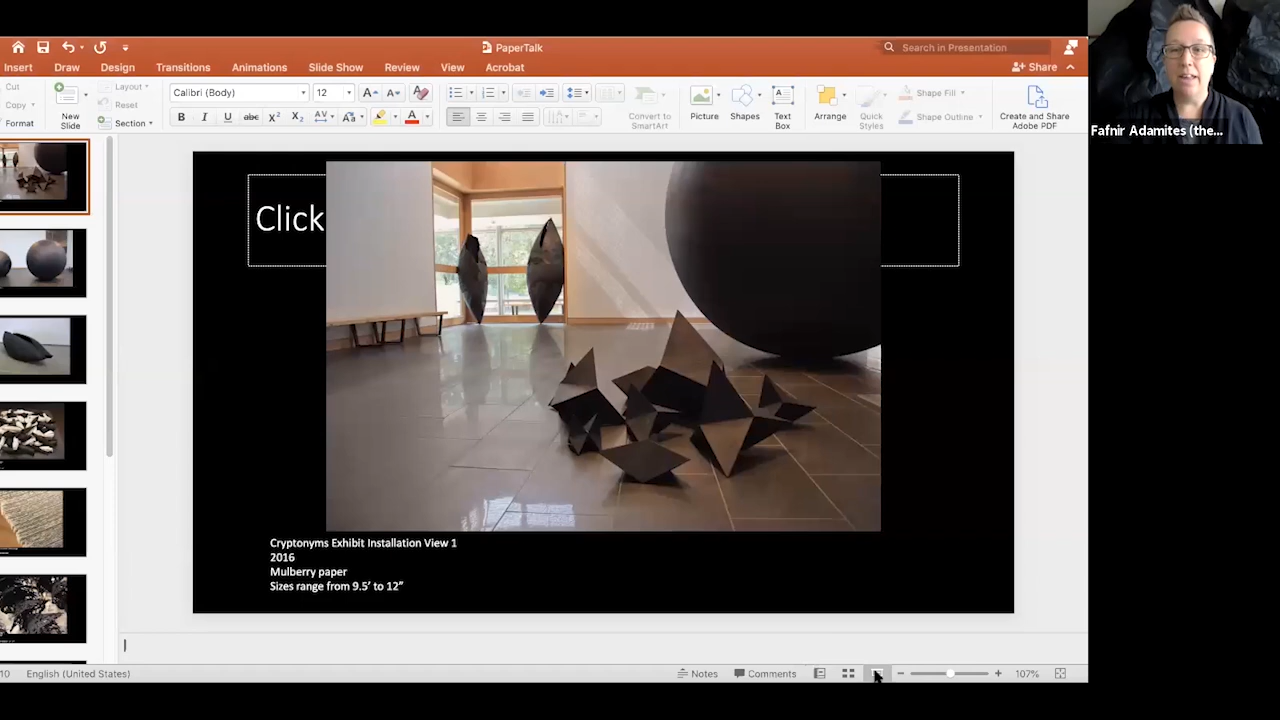 PowerPoint PaperTalk
Search in Presentation
Insert Draw Design Transitions Animations Slide Show Review View Acrobat
Share
Cut
Copy
Format
New
Slide
Layout
Reset
Section
Calibri (Body)
12
Convert to
SmartArt
Picture
Shapes
Text
Box
Arrange
Quick
Styles
Shape Fill
Shape Outline
Create and Share
Adobe PDF
Fafnir Adamites (the...
Click
Cryptonyms Exhibit Installation View 1
2016
Mulberry paper
Sizes range from 9.5’ to 12”
10 English (United States)
Notes Comments 107%